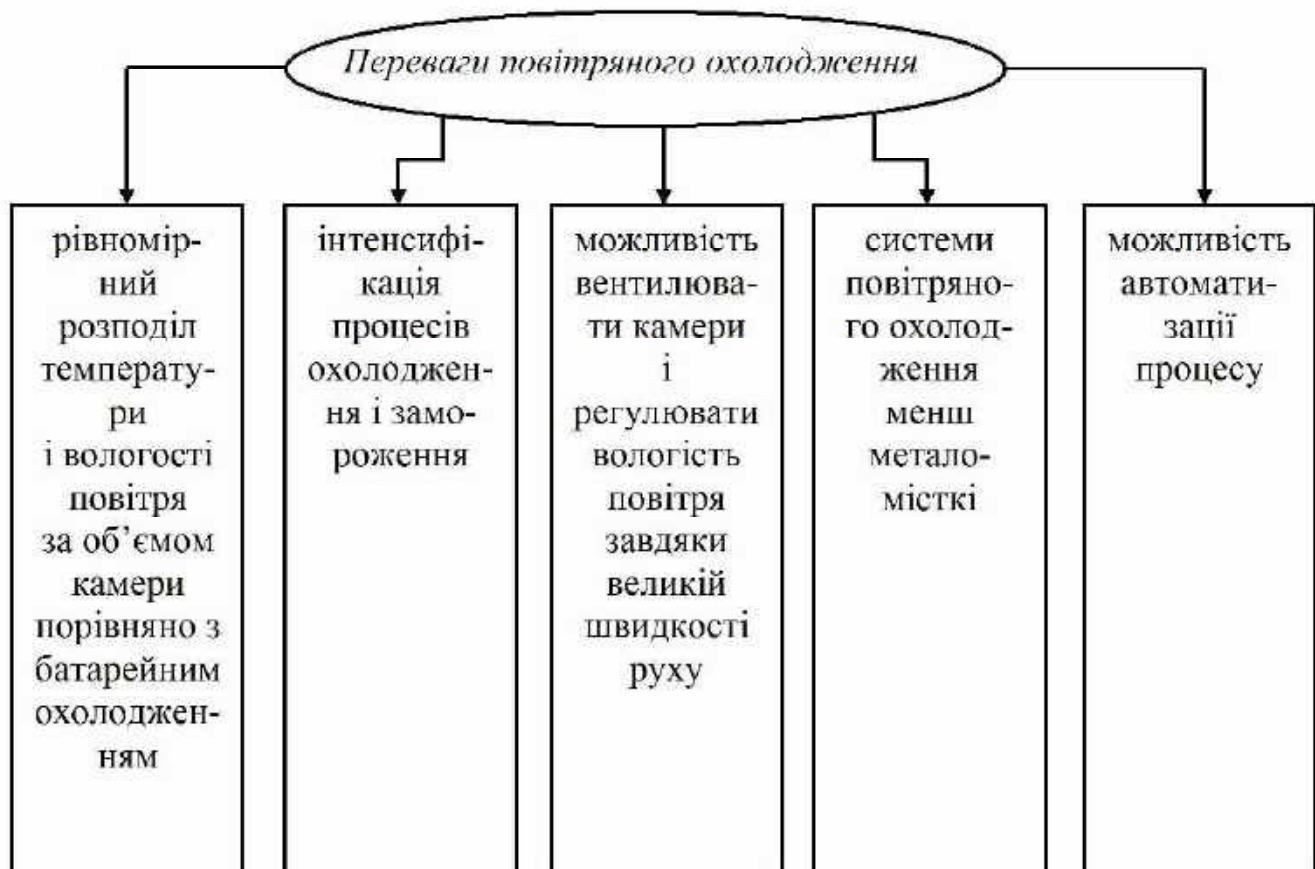 Переваги повітряного охолодження
рівномір-
ний
розподіл
температу-
ри
і вологості
повітря
за об’ємом
камери
порівняно з
батарейним
охолоджен-
ням
інтенсифі-
кація
процесів
охолоджен-
ня і замо-
роження
можливість
вентилюва-
ти камери
і
регулювати
вологість
повітря
завдяки
великій
швидкості
руху
системи
повітряно-
го охолод-
ження
менш
метало-
місткі
можливість
автомати-
зації
процесу